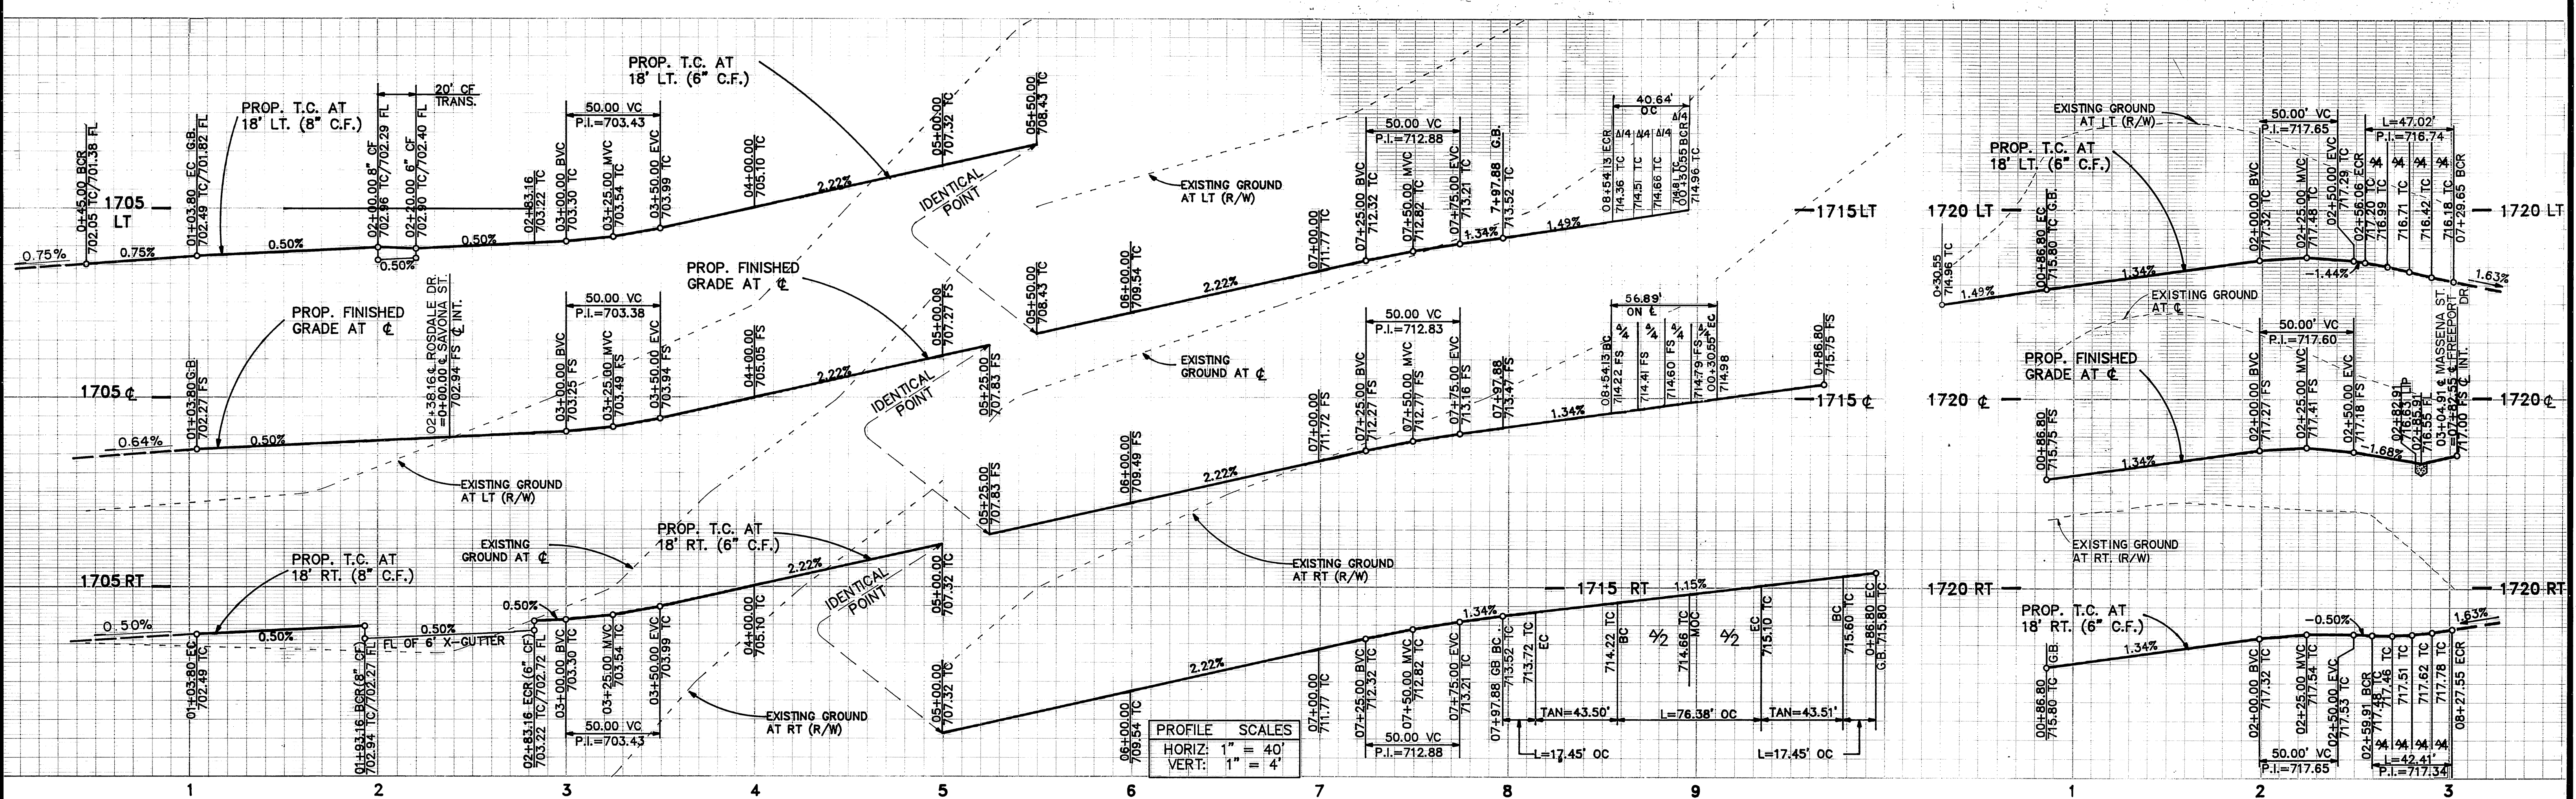 0+45.00 BCR
702.05 TC/701.38 FL
01+03.80 EC G.B.
702.49 TC/701.82 FL
PROP. T.C. AT
18' LT. (8" C.F.)
02+00.00 8" CF
702.96 TC/702.29 FL
20' CF
TRANS.
02+20.00 6" CF
702.90 TC/702.40 FL
02+83.16
703.22 TC
50.00 VC
P.I.=703.43
03+00.00 BVC
703.30 TC
03+25.00 MVC
703.54 TC
03+50.00 EVC
703.99 TC
PROP. T.C. AT
18' LT. (6" C.F.)
04+00.00
705.10 TC
2.22%
05+00.00
707.32 TC
05+50.00
708.43 TC
IDENTICAL
POINT
1705
LT
0.75%
0.75%
0.50%
0.50%
0.50%
EXISTING GROUND
AT LT (R/W)
05+50.00
708.43 TC
06+00.00
709.54 TC
2.22%
07+00.00
711.77 TC
50.00 VC
P.I.=712.88
07+25.00 BVC
712.32 TC
07+50.00 MVC
712.82 TC
07+75.00 EVC
713.21 TC
7+97.88 G.B.
713.52 TC
1.34%
1.49%
40.64'
OC
08+54.13 ECR
714.36 TC
Δ/4
714.51 TC
Δ/4
714.66 TC
Δ/4
714.81 TC
Δ/4
00+30.55 BCR
714.96 TC
1715 LT
1720 LT
0+30.55
714.96 TC
1.49%
00+86.80 EC
715.80 TC G.B.
PROP. T.C. AT
18' LT. (6" C.F.)
EXISTING GROUND
AT LT (R/W)
1.34%
50.00' VC
P.I.=717.65
02+00.00 BVC
717.32 TC
02+25.00 MVC
717.48 TC
02+50.00 EVC
717.29 TC
-1.44%
L=47.02'
P.I.=716.74
02+56.06 ECR
717.20 TC
716.99 TC
716.71 TC
716.42 TC
716.18 TC
07+29.65 BCR
1.63%
1720 LT
1705 ℄
0.64%
01+03.80 G.B
702.27 FS
0.50%
PROP. FINISHED
GRADE AT ℄
02+38.16 ℄ ROSDALE DR.
=0+00.00 ℄ SAVONA ST.
702.94 FS ℄ INT.
EXISTING GROUND
AT LT (R/W)
50.00 VC
P.I.=703.38
03+00.00 BVC
703.25 FS
03+25.00 MVC
703.49 FS
03+50.00 EVC
703.94 FS
PROP. FINISHED
GRADE AT ℄
04+00.00
705.05 FS
2.22%
05+00.00
707.27 FS
05+25.00
707.83 FS
IDENTICAL
POINT
05+25.00
707.83 FS
EXISTING
GROUND AT ℄
06+00.00
709.49 FS
2.22%
07+00.00
711.72 FS
50.00 VC
P.I.=712.83
07+25.00 BVC
712.27 FS
07+50.00 MVC
712.77 FS
07+75.00 EVC
713.16 FS
07+97.88
713.47 FS
1.34%
56.89'
ON ℄
08+54.13 BC
714.22 FS
Δ/4
714.41 FS
Δ/4
714.60 FS
Δ/4
714.79 FS
Δ/4
00+30.55 EC
714.98
0+86.80
715.75 FS
1715 ℄
1720 ℄
00+86.80
715.75 FS
PROP. FINISHED
GRADE AT ℄
EXISTING GROUND
AT ℄
1.34%
50.00' VC
P.I.=717.60
02+00.00 BVC
717.27 FS
02+25.00 MVC
717.41 FS
02+50.00 EVC
717.18 FS
-1.68%
02+82.91
716.63 LIP
02+85.91
716.55 FL
03+04.91 ℄ MASSENA ST.
=07+82.55 ℄ FREEPORT DR.
717.00 FS ℄ INT.
1720 ℄
1705 RT
0.50%
01+03.80 EC
702.49 TC
0.50%
PROP. T.C. AT
18' RT. (8" C.F.)
01+93.16 BCR(8" CF)
702.94 TC/702.27 FL
0.50%
FL OF 6' X-GUTTER
EXISTING
GROUND AT ℄
0.50%
02+83.16 ECR(6" CF)
703.22 TC/702.72 FL
03+00.00 BVC
703.30 TC
03+25.00 MVC
703.54 TC
03+50.00 EVC
703.99 TC
50.00 VC
P.I.=703.43
PROP. T.C. AT
18' RT. (6" C.F.)
04+00.00
705.10 TC
2.22%
EXISTING GROUND
AT RT (R/W)
IDENTICAL
POINT
05+00.00
707.32 TC
05+00.00
707.32 TC
06+00.00
709.54 TC
2.22%
EXISTING GROUND
AT RT (R/W)
07+00.00
711.77 TC
07+25.00 BVC
712.32 TC
07+50.00 MVC
712.82 TC
07+75.00 EVC
713.21 TC
50.00 VC
P.I.=712.88
1.34%
07+97.88 GB BC
713.52 TC
713.72 TC
EC
1715 RT
1.15%
714.22 TC
BC
Δ/2
714.66 TC
MOC
Δ/2
EC
715.10 TC
BC
715.60 TC
0+86.80 EC
G.B. 715.80 TC
TAN=43.50'
L=76.38' OC
TAN=43.51'
L=17.45' OC
L=17.45' OC
PROFILE SCALES
HORIZ: 1" = 40'
VERT: 1" = 4'
1720 RT
EXISTING GROUND
AT RT. (R/W)
PROP. T.C. AT
18' RT. (6" C.F.)
00+86.80
715.80 TC G.B.
1.34%
02+00.00 BVC
717.32 TC
02+25.00 MVC
717.54 TC
02+50.00 EVC
717.53 TC
50.00' VC
P.I.=717.65
-0.50%
02+59.91 BCR
717.48 TC
717.46 TC
717.51 TC
717.62 TC
717.78 TC
08+27.55 ECR
L=42.41'
P.I.=717.34
1.63%
1720 RT
1 2 3 4 5 6 7 8 9 1 2 3